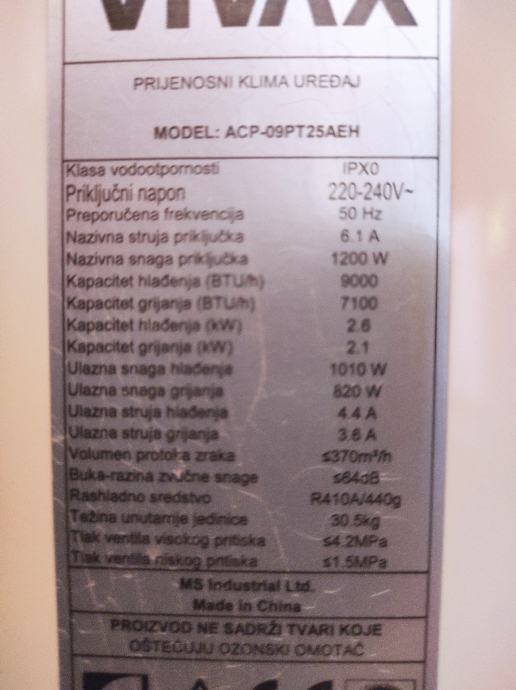 VIVAX
PRIJENOSNI KLIMA UREĐAJ
MODEL: ACP-09PT25AEH
Klasa vodootpornosti IPX0
Priključni napon 220-240V~
Preporučena frekvencija 50 Hz
Nazivna struja priključka 6.1 A
Nazivna snaga priključka 1200 W
Kapacitet hlađenja (BTU/h) 9000
Kapacitet grijanja (BTU/h) 7100
Kapacitet hlađenja (kW) 2.6
Kapacitet grijanja (kW) 2.1
Ulazna snaga hlađenje 1010 W
Ulazna snaga grijanja 820 W
Ulazna struja hlađenja 4.4 A
Ulazna struja grijanja 3.6 A
Volumen protoka zraka ≤370m³/h
Buka-razina zvučne snage ≤64dB
Rashladno sredstvo R410A/440g
Težina unutarnje jedinice 30.5kg
Tlak ventila visokog pritiska ≤4.2MPa
Tlak ventila niskog pritiska ≤1.5MPa
MS Industrial Ltd.
Made in China
PROIZVOD NE SADRŽI TVARI KOJE
OŠTEĆUJU OZONSKI OMOTAČ